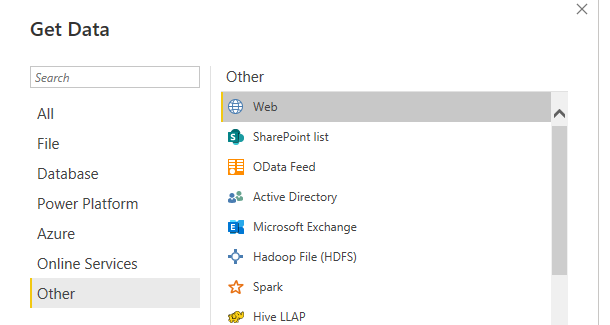 Get Data
Search
All
File
Database
Power Platform
Azure
Online Services
Other
Other
Web
SharePoint list
OData Feed
Active Directory
Microsoft Exchange
Hadoop File (HDFS)
Spark
Hive LLAP